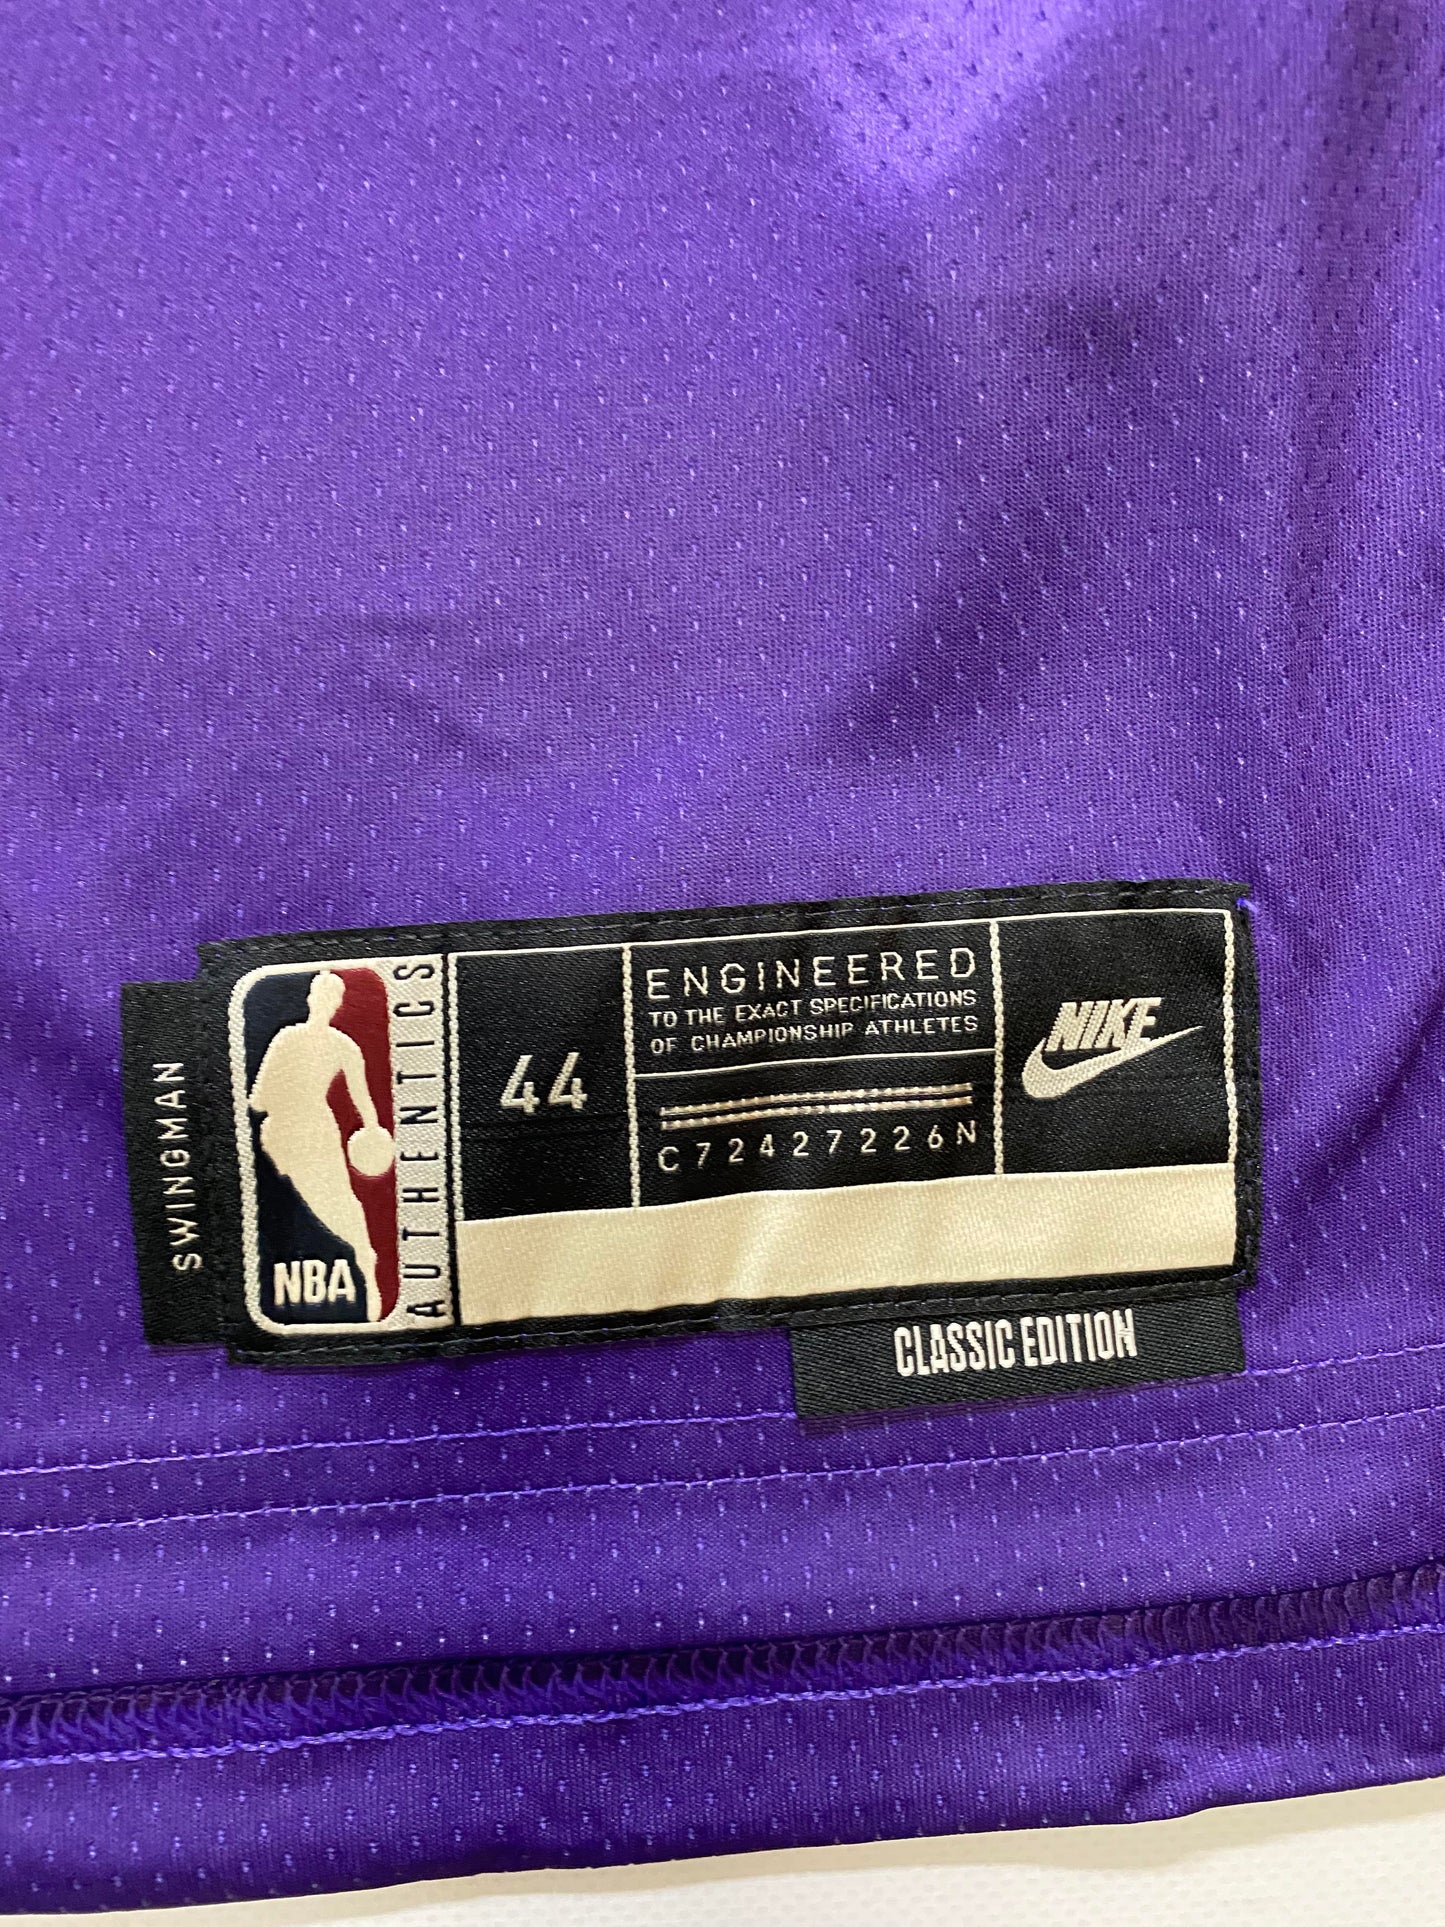 SWINGMAN
NBA
AUTHENTICS
44
ENGINEERED
TO THE EXACT SPECIFICATIONS
OF CHAMPIONSHIP ATHLETES
C72427226N
NIKE
CLASSIC EDITION